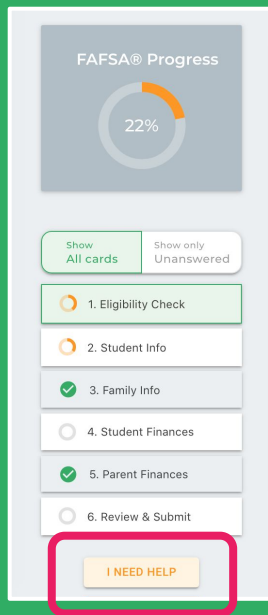 FAFSA® Progress
22%
Show
All cards
Show only
Unanswered
1. Eligibility Check
2. Student Info
3. Family Info
4. Student Finances
5. Parent Finances
6. Review & Submit
I NEED HELP